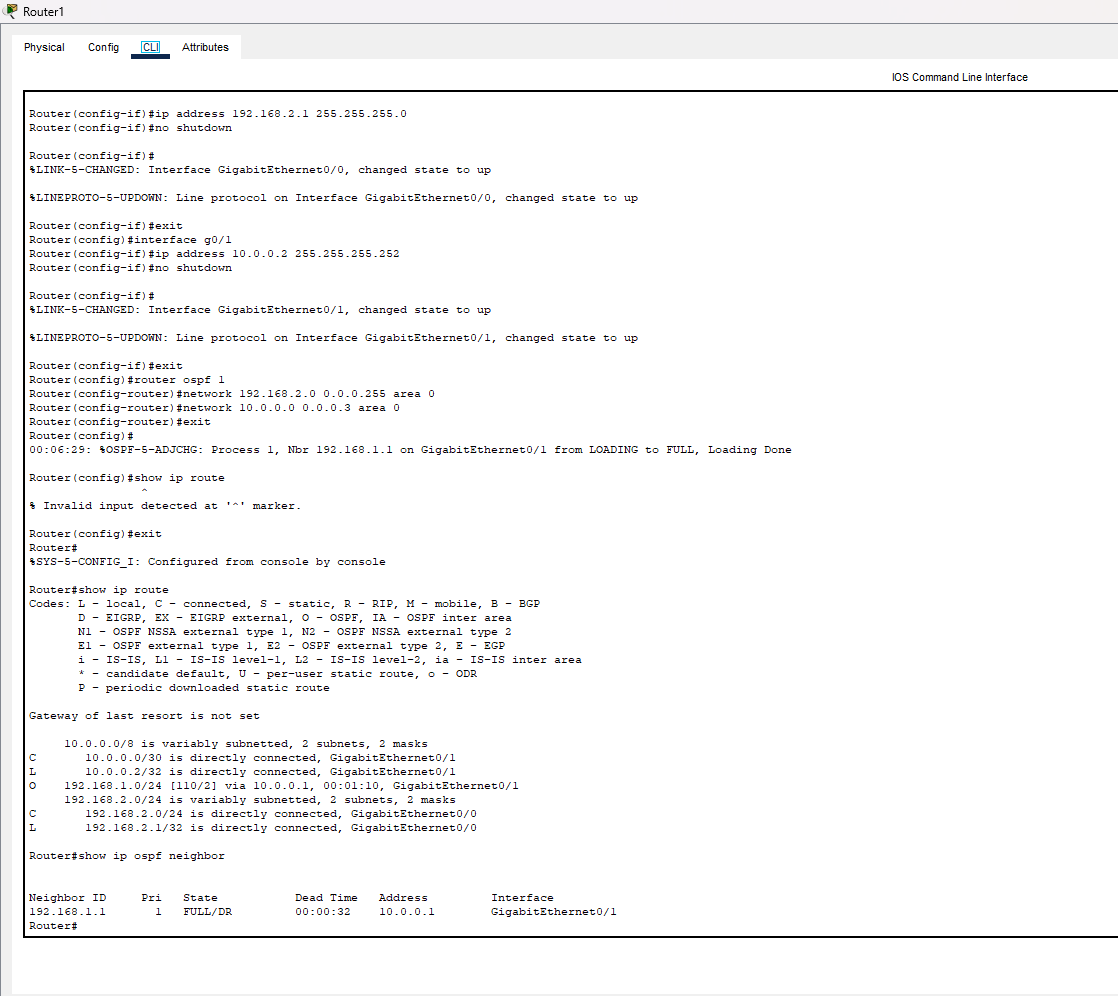 Router1
Physical Config CLI Attributes
IOS Command Line Interface
Router(config-if)#ip address 192.168.2.1 255.255.255.0
Router(config-if)#no shutdown
Router(config-if)#
%LINK-5-CHANGED: Interface GigabitEthernet0/0, changed state to up
%LINEPROTO-5-UPDOWN: Line protocol on Interface GigabitEthernet0/0, changed state to up
Router(config-if)#exit
Router(config)#interface g0/1
Router(config-if)#ip address 10.0.0.2 255.255.255.252
Router(config-if)#no shutdown
Router(config-if)#
%LINK-5-CHANGED: Interface GigabitEthernet0/1, changed state to up
%LINEPROTO-5-UPDOWN: Line protocol on Interface GigabitEthernet0/1, changed state to up
Router(config-if)#exit
Router(config)#router ospf 1
Router(config-router)#network 192.168.2.0 0.0.0.255 area 0
Router(config-router)#network 10.0.0.0 0.0.0.3 area 0
Router(config-router)#exit
Router(config)#
00:06:29: %OSPF-5-ADJCHG: Process 1, Nbr 192.168.1.1 on GigabitEthernet0/1 from LOADING to FULL, Loading Done
Router(config)#show ip route
^
% Invalid input detected at '^' marker.
Router(config)#exit
Router#
%SYS-5-CONFIG_I: Configured from console by console
Router#show ip route
Codes: L - local, C - connected, S - static, R - RIP, M - mobile, B - BGP
D - EIGRP, EX - EIGRP external, O - OSPF, IA - OSPF inter area
N1 - OSPF NSSA external type 1, N2 - OSPF NSSA external type 2
E1 - OSPF external type 1, E2 - OSPF external type 2, E - EGP
i - IS-IS, L1 - IS-IS level-1, L2 - IS-IS level-2, ia - IS-IS inter area
* - candidate default, U - per-user static route, o - ODR
P - periodic downloaded static route
Gateway of last resort is not set
10.0.0.0/8 is variably subnetted, 2 subnets, 2 masks
C 10.0.0.0/30 is directly connected, GigabitEthernet0/1
L 10.0.0.2/32 is directly connected, GigabitEthernet0/1
O 192.168.1.0/24 [110/2] via 10.0.0.1, 00:01:10, GigabitEthernet0/1
192.168.2.0/24 is variably subnetted, 2 subnets, 2 masks
C 192.168.2.0/24 is directly connected, GigabitEthernet0/0
L 192.168.2.1/32 is directly connected, GigabitEthernet0/0
Router#show ip ospf neighbor
Neighbor ID Pri State Dead Time Address Interface
192.168.1.1 1 FULL/DR 00:00:32 10.0.0.1 GigabitEthernet0/1
Router#